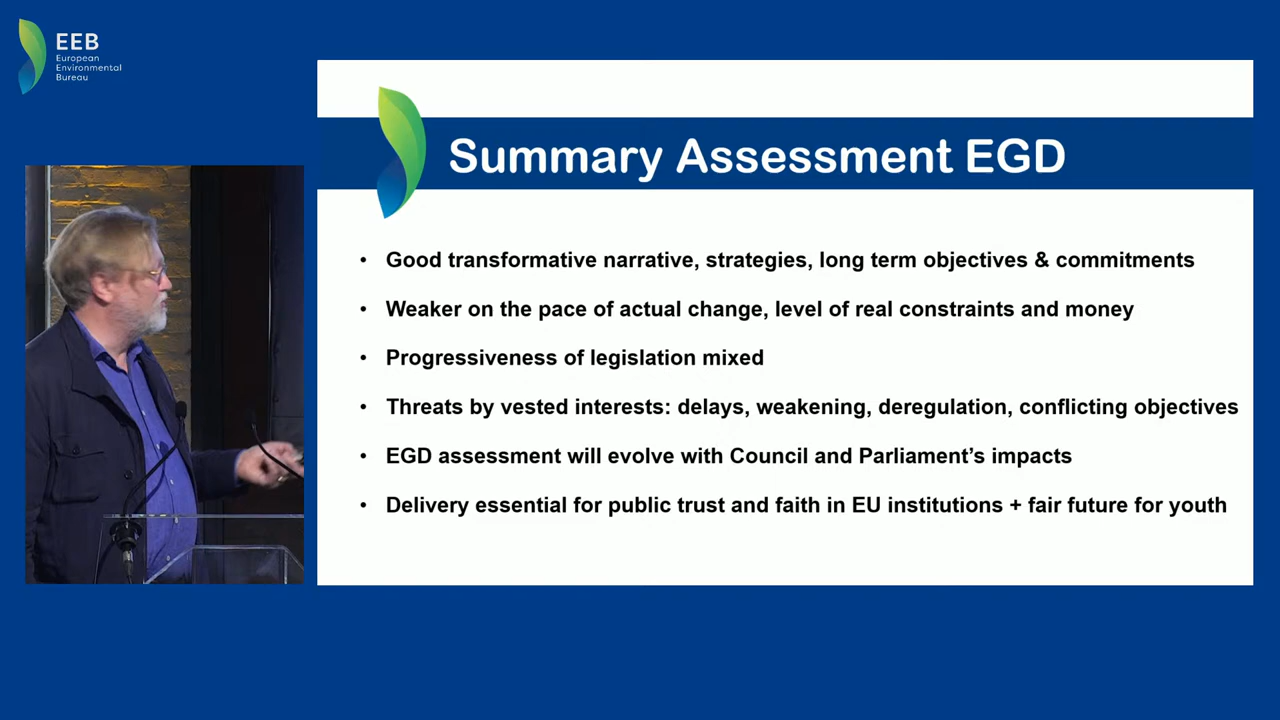 EEB
European
Environmental
Bureau
Summary Assessment EGD
• Good transformative narrative, strategies, long term objectives & commitments
• Weaker on the pace of actual change, level of real constraints and money
• Progressiveness of legislation mixed
• Threats by vested interests: delays, weakening, deregulation, conflicting objectives
• EGD assessment will evolve with Council and Parliament’s impacts
• Delivery essential for public trust and faith in EU institutions + fair future for youth